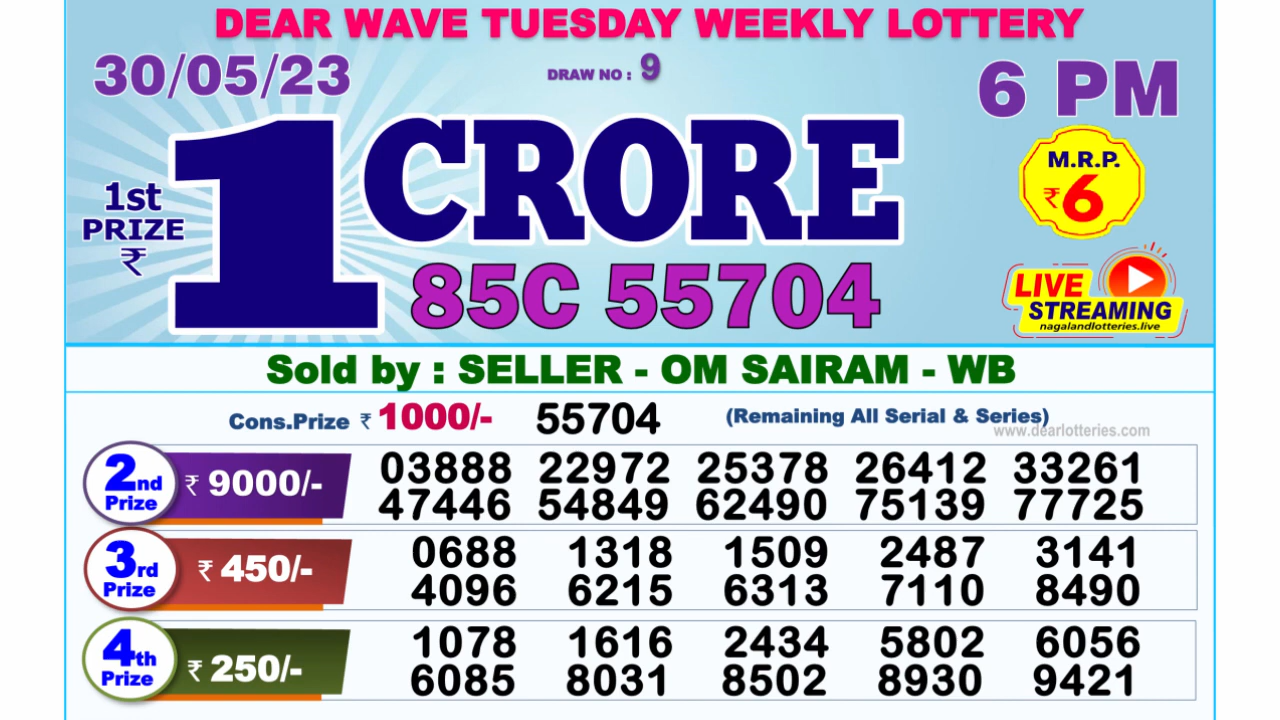 DEAR WAVE TUESDAY WEEKLY LOTTERY
30/05/23
DRAW NO : 9
6 PM
1st
PRIZE
₹
1 CRORE
85C 55704
M.R.P.
₹6
LIVE
STREAMING
nagalandlotteries.live
Sold by : SELLER - OM SAIRAM - WB
Cons.Prize ₹ 1000/- 55704 (Remaining All Serial & Series)
www.dearlotteries.com
2nd
Prize
₹ 9000/-
03888 22972 25378 26412 33261
47446 54849 62490 75139 77725
3rd
Prize
₹ 450/-
0688 1318 1509 2487 3141
4096 6215 6313 7110 8490
4th
Prize
₹ 250/-
1078 1616 2434 5802 6056
6085 8031 8502 8930 9421